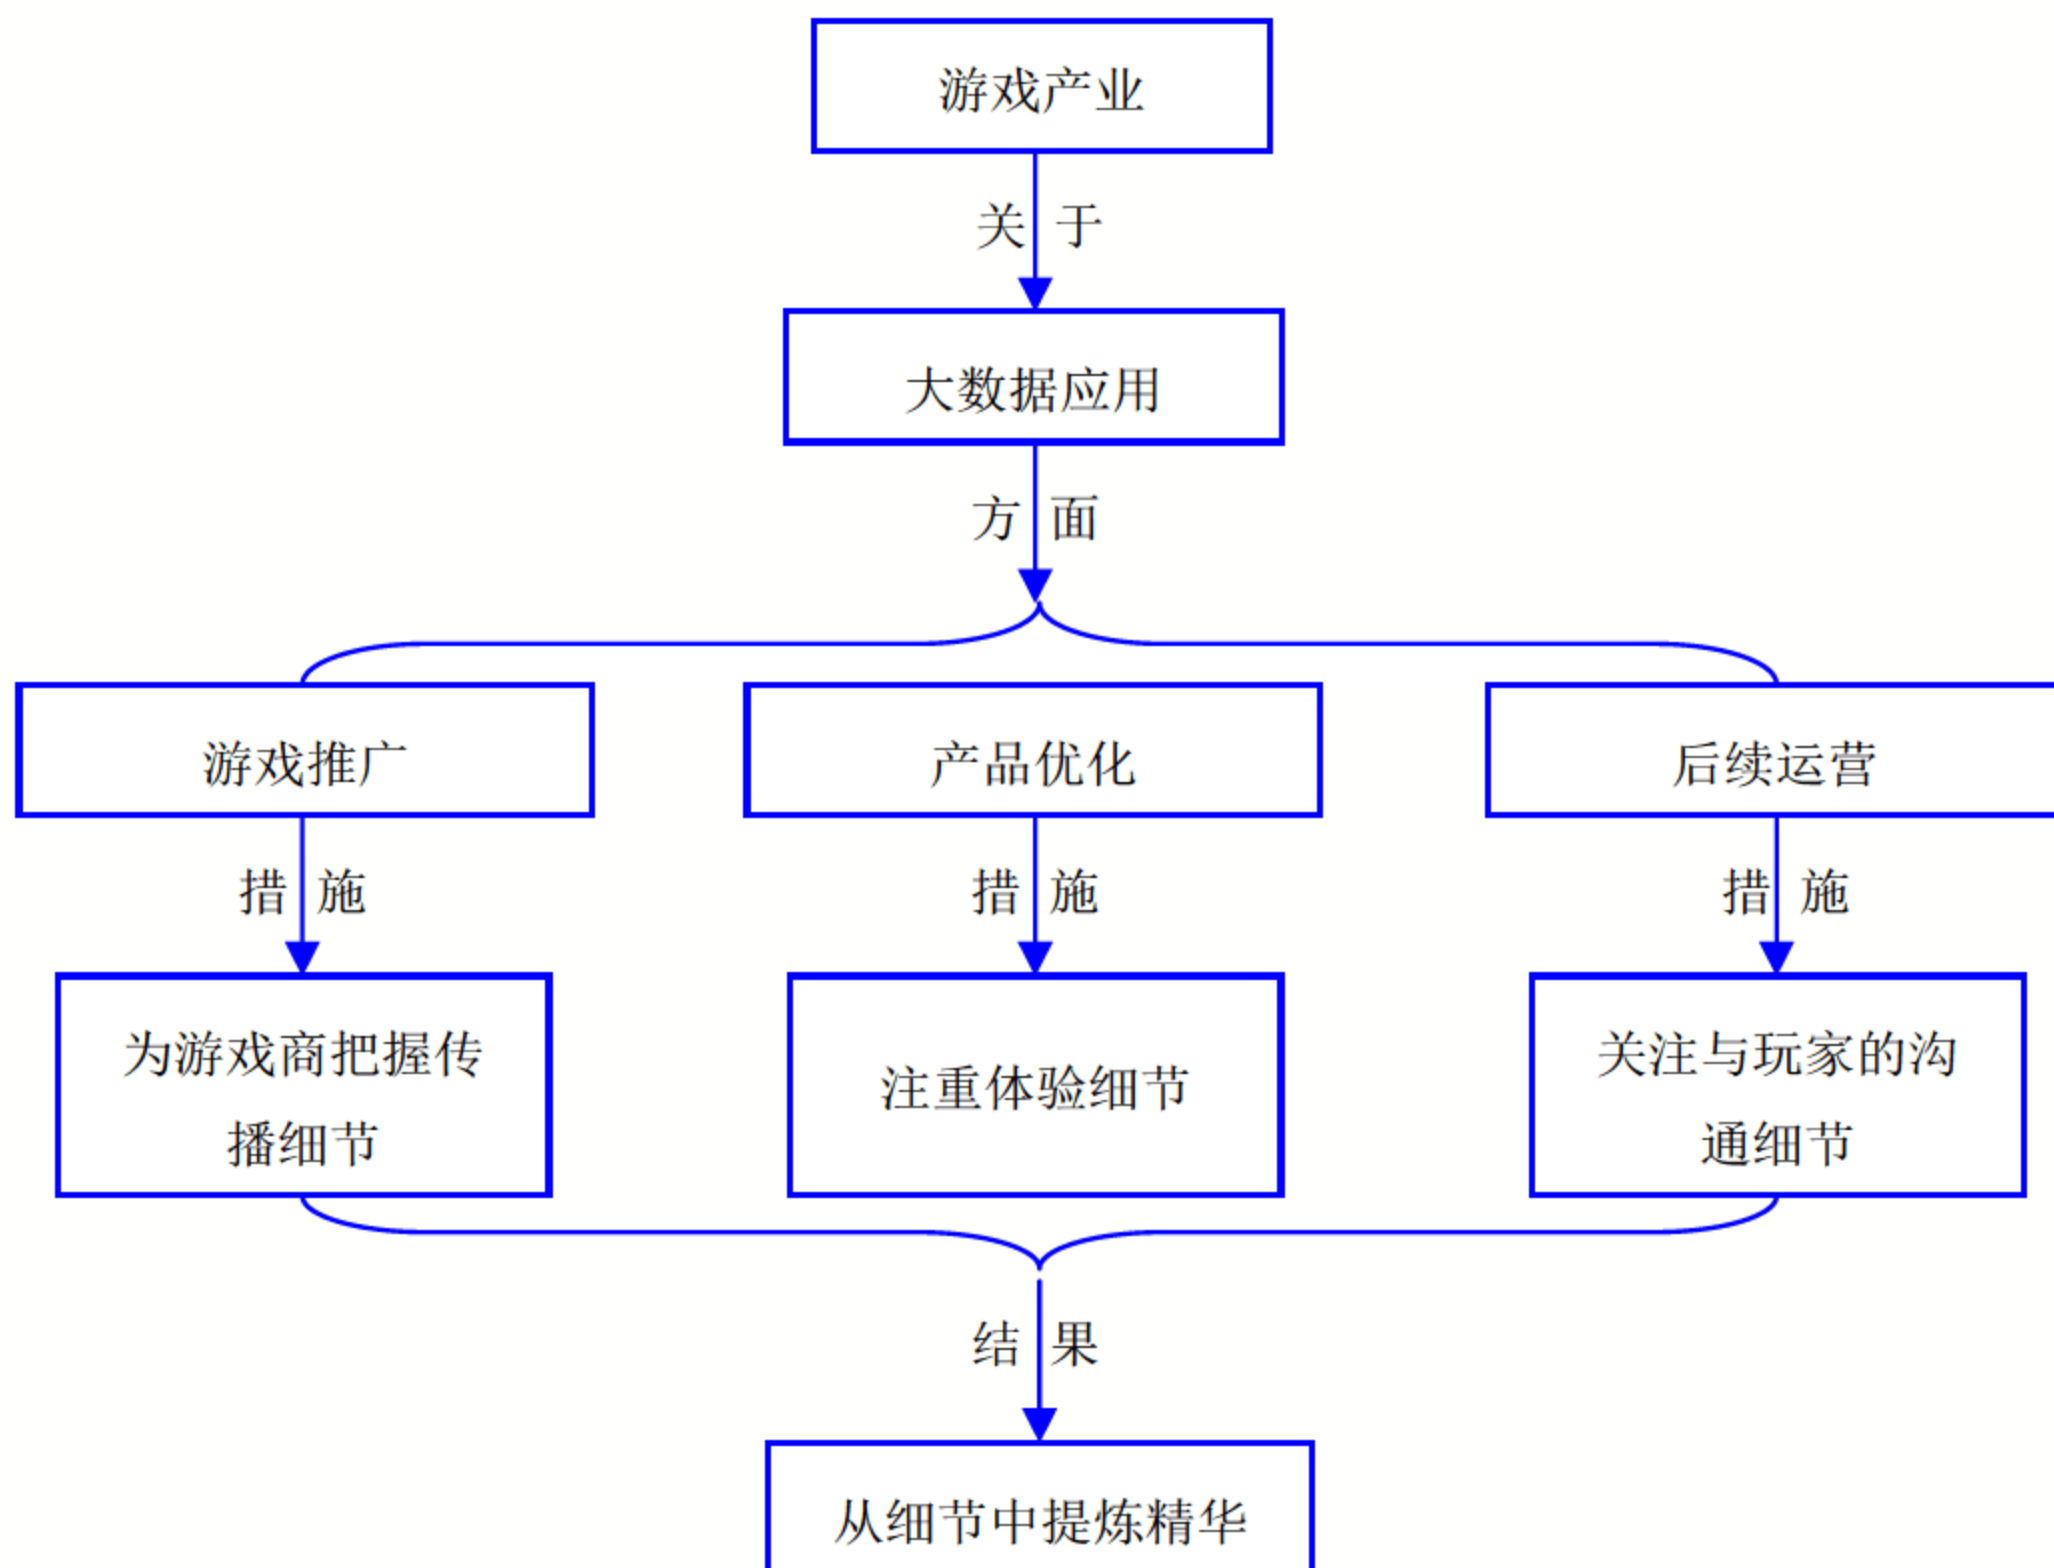 游戏产业
关于
大数据应用
方面
游戏推广
产品优化
后续运营
措施
措施
措施
为游戏商把握传
播细节
注重体验细节
关注与玩家的沟
通细节
结果
从细节中提炼精华